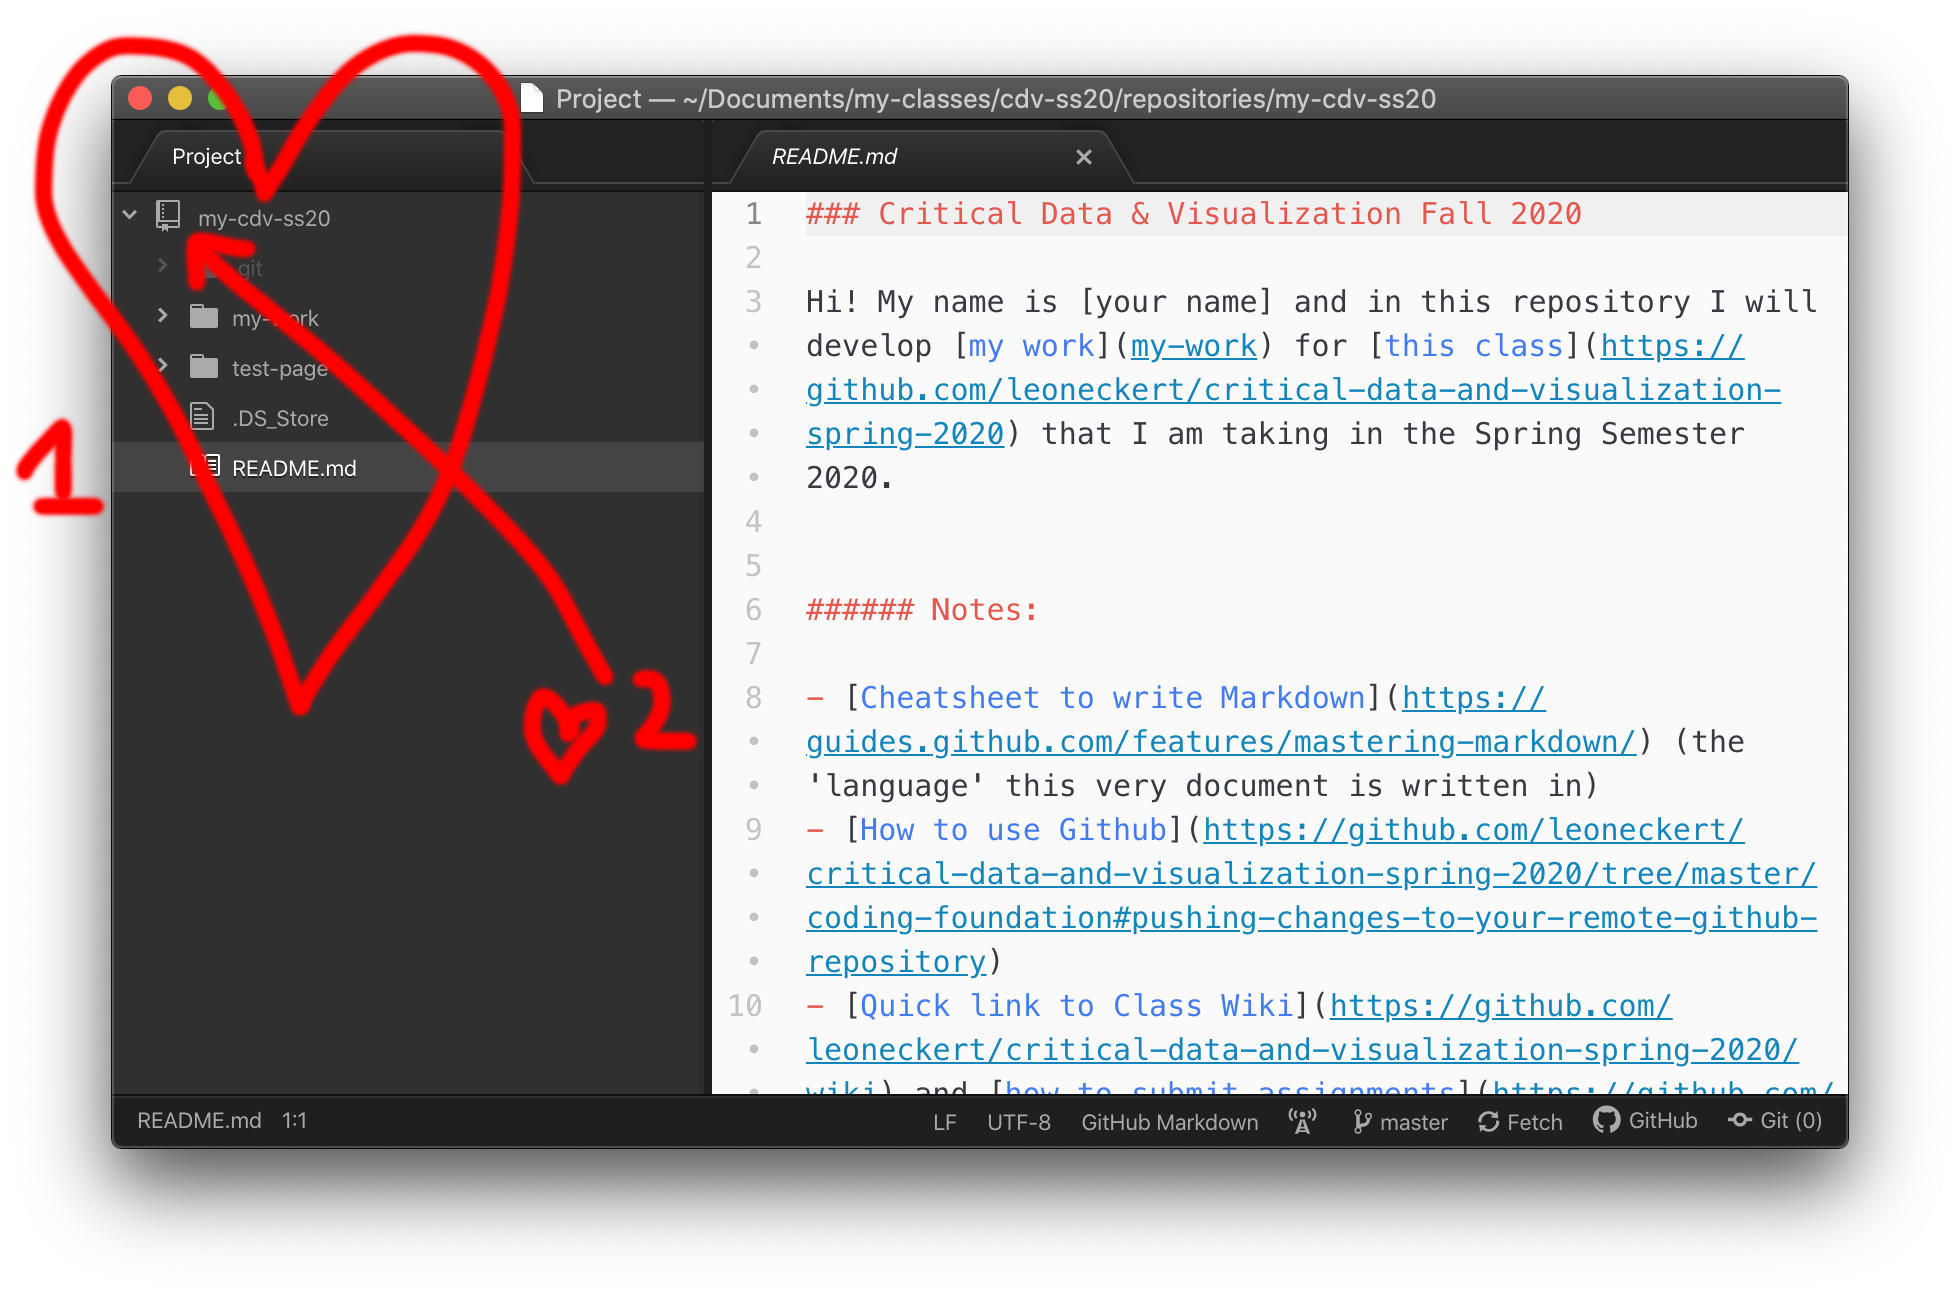 Project — ~/Documents/my-classes/cdv-ss20/repositories/my-cdv-ss20
Project
my-cdv-ss20
git
my-work
test-page
.DS_Store
README.md
1
2
README.md
1 ### Critical Data & Visualization Fall 2020
2
3 Hi! My name is [your name] and in this repository I will
• develop [my work](my-work) for [this class](https://
• github.com/leoneckert/critical-data-and-visualization-
• spring-2020) that I am taking in the Spring Semester
• 2020.
4
5
6 ###### Notes:
7
8 - [Cheatsheet to write Markdown](https://
• guides.github.com/features/mastering-markdown/) (the
• 'language' this very document is written in)
9 - [How to use Github](https://github.com/leoneckert/
• critical-data-and-visualization-spring-2020/tree/master/
• coding-foundation#pushing-changes-to-your-remote-github-
• repository)
10 - [Quick link to Class Wiki](https://github.com/
• leoneckert/critical-data-and-visualization-spring-2020/
• wiki) and [how to submit assignments](https://github.com/
README.md 1:1 LF UTF-8 GitHub Markdown master Fetch GitHub Git (0)